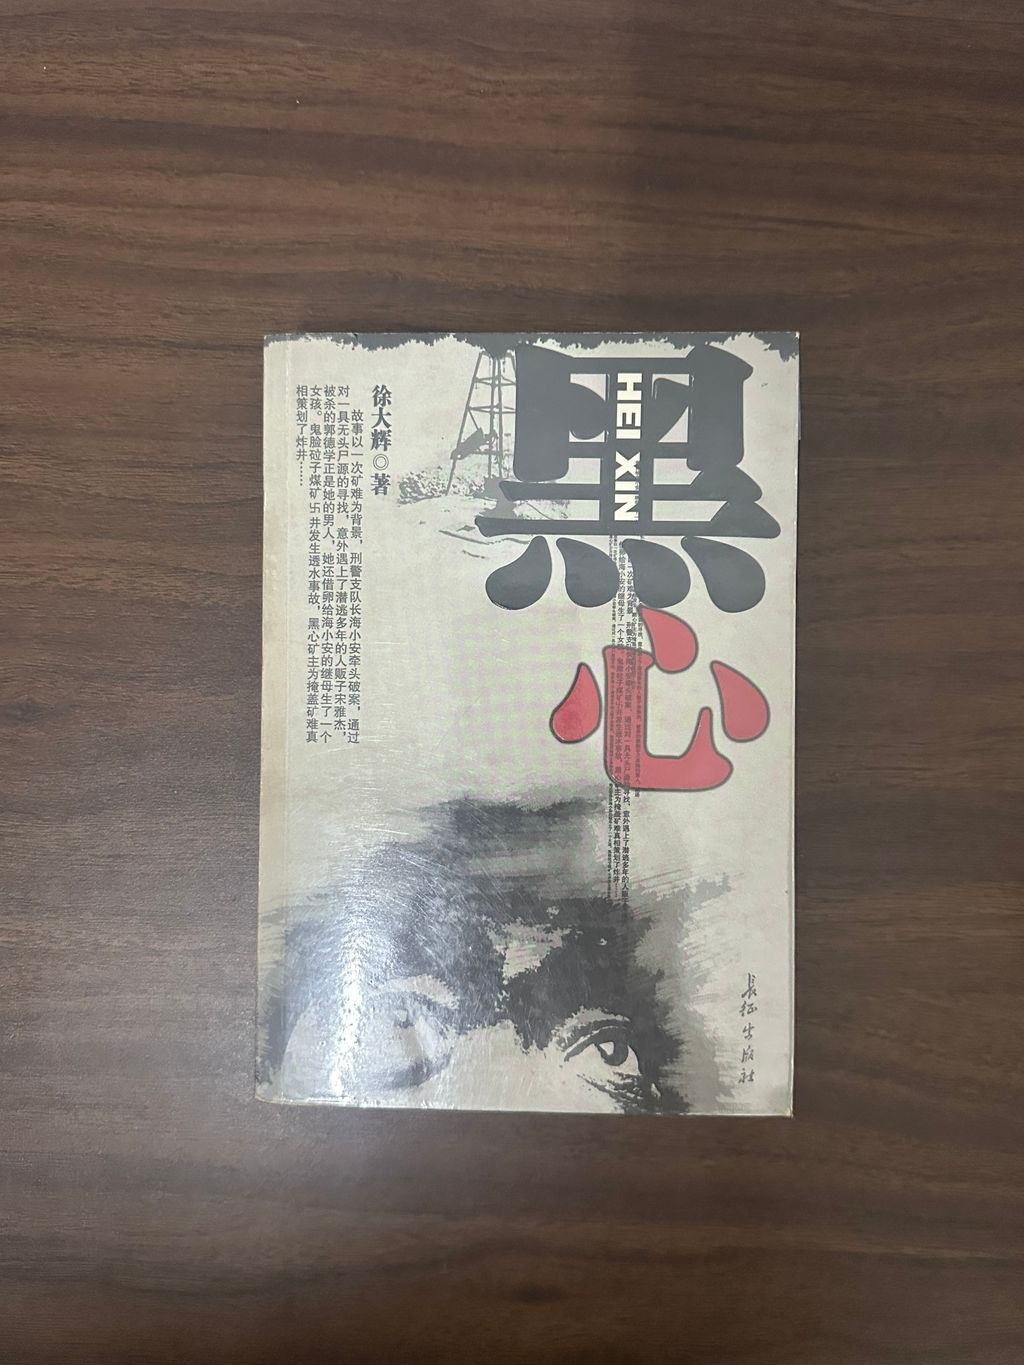 黑心
HEI XIN
徐大辉◎著
故事以一次矿难为背景，刑警支队长海小安牵头破案，通过
对一具无头尸源的寻找，意外遇上了潜逃多年的人贩子宋雅杰，
被杀的郭德学正是她的男人，她还借卵给海小安的继母生了一个
女孩。鬼脸砬子煤矿卐井发生透水事故，黑心矿主为掩盖矿难真
相策划了炸井……
长征出版社